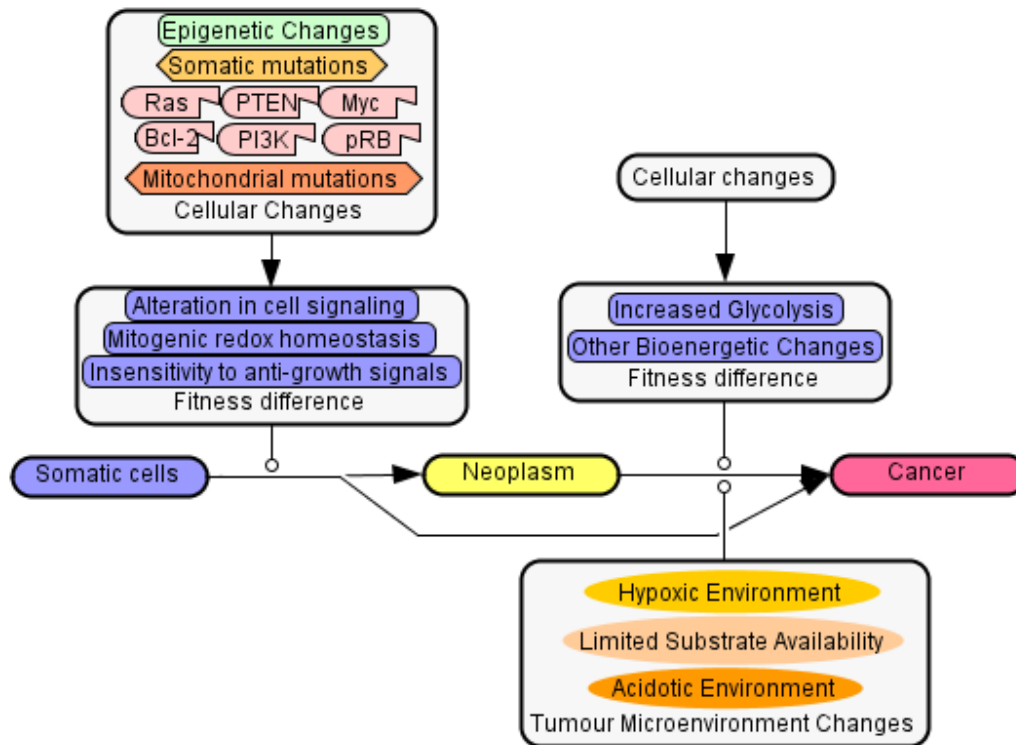 Epigenetic Changes
Somatic mutations
Ras PTEN Myc
Bcl-2 PI3K pRB
Mitochondrial mutations
Cellular Changes
Cellular changes
Alteration in cell signaling
Mitogenic redox homeostasis
Insensitivity to anti-growth signals
Fitness difference
Increased Glycolysis
Other Bioenergetic Changes
Fitness difference
Somatic cells
Neoplasm
Cancer
Hypoxic Environment
Limited Substrate Availability
Acidotic Environment
Tumour Microenvironment Changes